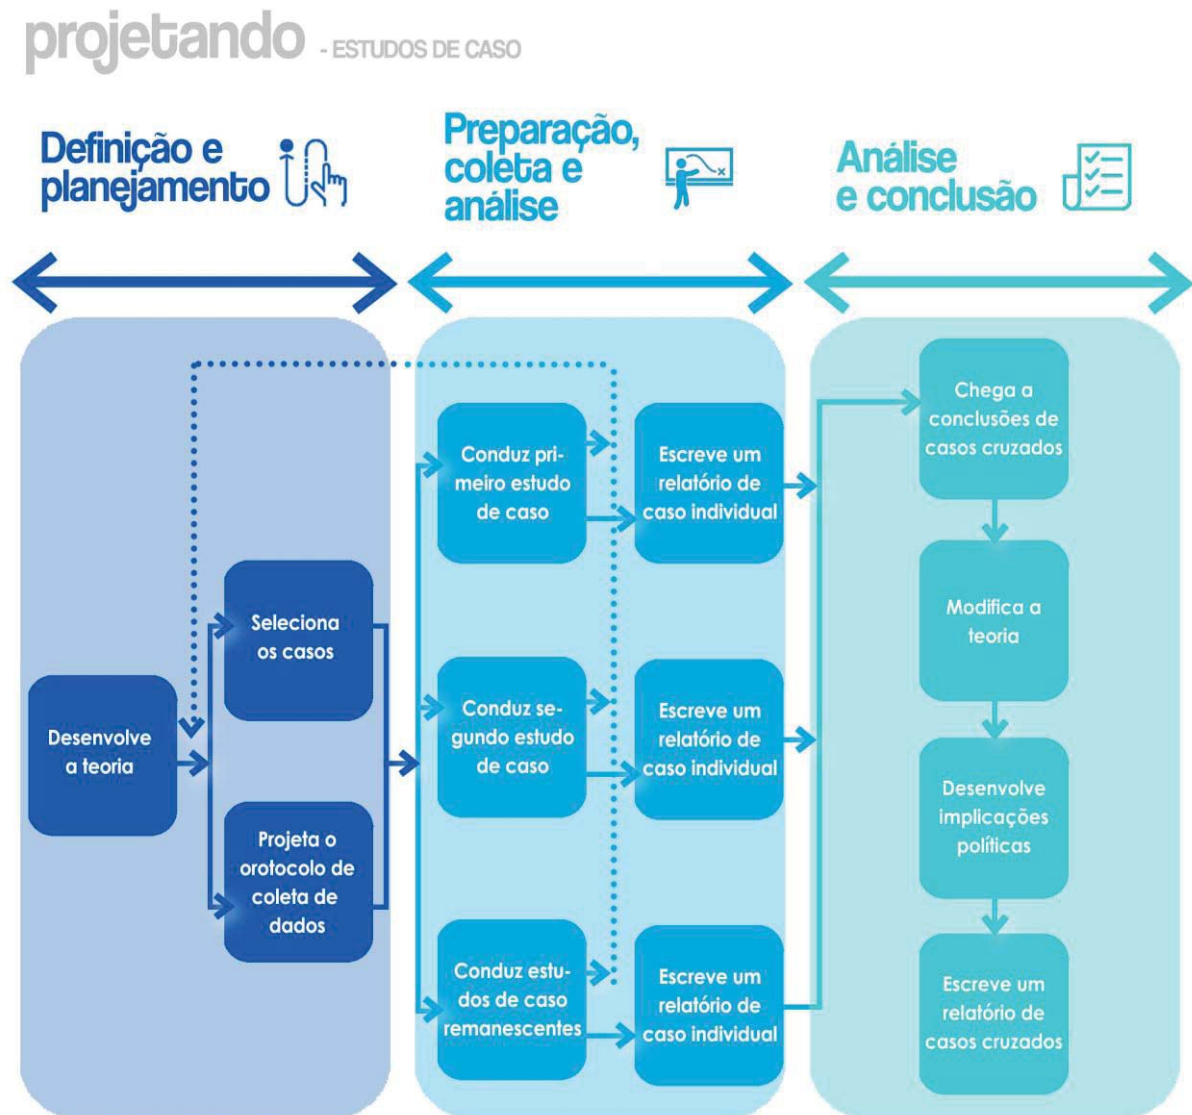 projetando - ESTUDOS DE CASO
Definição e
planejamento
Preparação,
coleta e
análise
Análise
e conclusão
Desenvolve
a teoria
Seleciona
os casos
Projeta o
orotocolo de
coleta de
dados
Conduz pri-
meiro estudo
de caso
Escreve um
relatório de
caso individual
Conduz se-
gundo estudo
de caso
Escreve um
relatório de
caso individual
Conduz estu-
dos de caso
remanescentes
Escreve um
relatório de
caso individual
Chega a
conclusões de
casos cruzados
Modifica a
teoria
Desenvolve
implicações
políticas
Escreve um
relatório de
casos cruzados